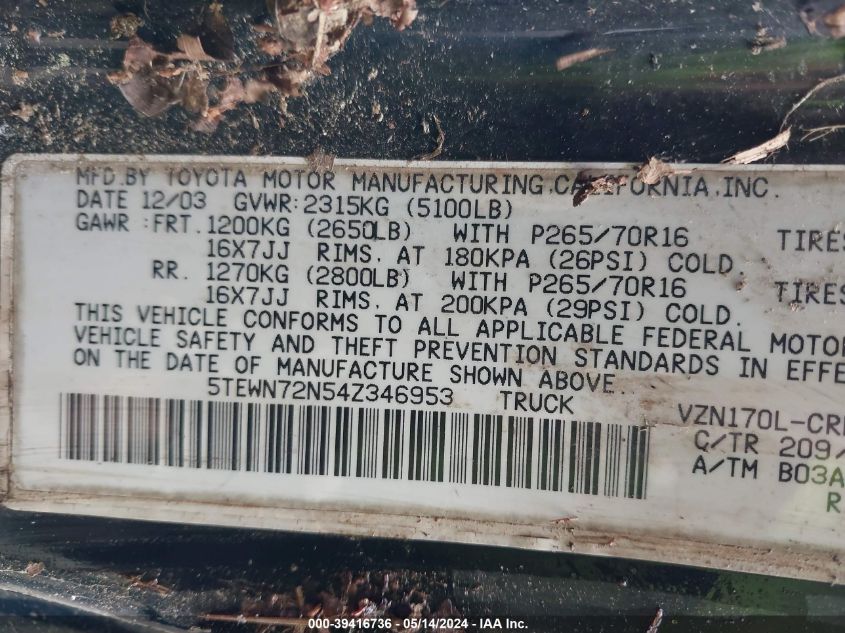 MFD.BY TOYOTA MOTOR MANUFACTURING.CALIFORNIA.INC.
DATE 12/03 GVWR:2315KG (5100LB)
GAWR :FRT.1200KG (2650LB) WITH P265/70R16 TIRES
16X7JJ RIMS. AT 180KPA (26PSI) COLD.
RR. 1270KG (2800LB) WITH P265/70R16 TIRES
16X7JJ RIMS. AT 200KPA (29PSI) COLD.
THIS VEHICLE CONFORMS TO ALL APPLICABLE FEDERAL MOTOR
VEHICLE SAFETY AND THEFT PREVENTION STANDARDS IN EFFE
ON THE DATE OF MANUFACTURE SHOWN ABOVE.
5TEWN72N54Z346953 TRUCK
VZN170L-CR
C/TR 209/
A/TM B03A
R
000-39416736 - 05/14/2024 - IAA Inc.